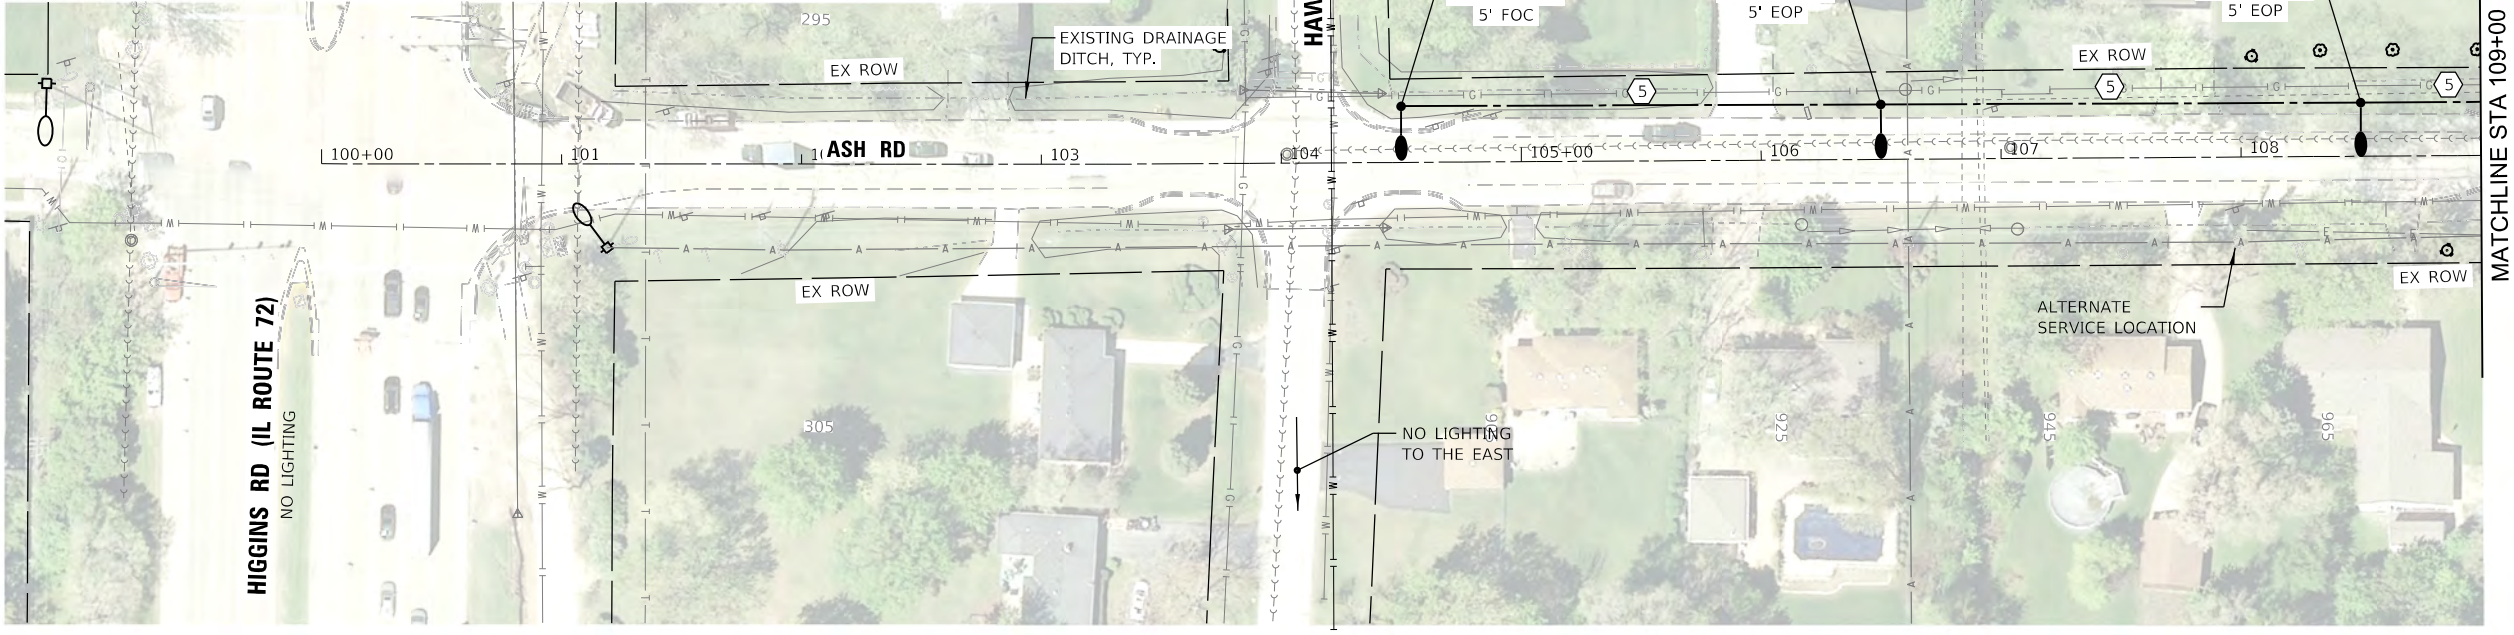 295
EXISTING DRAINAGE
DITCH, TYP.
EX ROW
5' FOC
5' EOP
5' EOP
EX ROW
5
5
5
MATCHLINE STA 109+00
100+00
101
ASH RD
103
104
105+00
106
107
108
EX ROW
EX ROW
ALTERNATE
SERVICE LOCATION
HIGGINS RD (IL ROUTE 72)
NO LIGHTING
305
NO LIGHTING
TO THE EAST
925
945
965